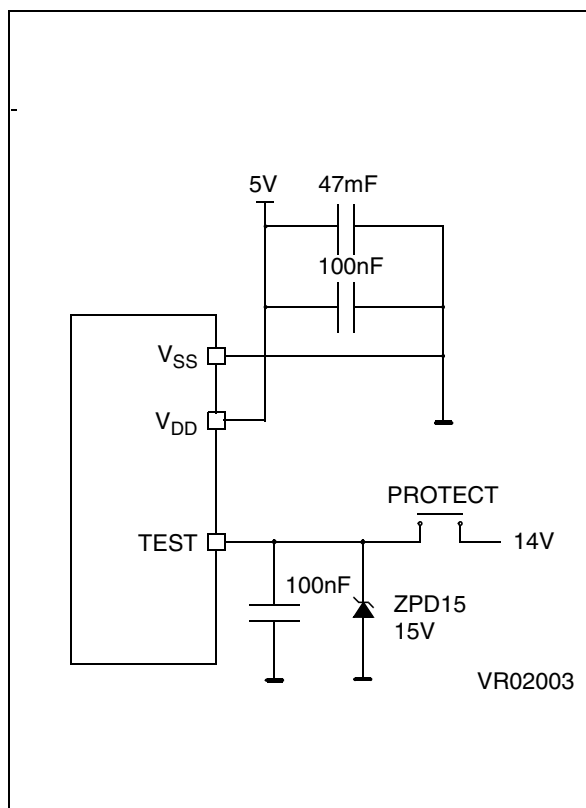 5V
47mF
100nF
VSS
VDD
PROTECT
TEST
14V
100nF
ZPD15
15V
VR02003